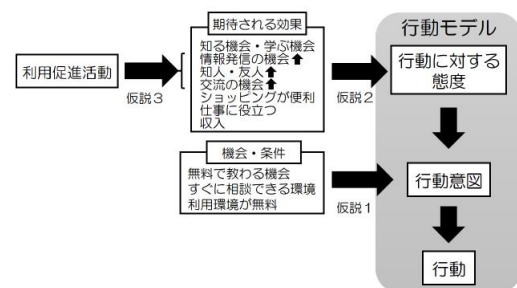 利用促進活動
仮説3
期待される効果
知る機会・学ぶ機会
情報発信の機会⬆
知人・友人⬆
交流の機会⬆
ショッピングが便利
仕事に役立つ
収入
仮説2
機会・条件
無料で教わる機会
すぐに相談できる環境
利用環境が無料
仮説1
行動モデル
行動に対する
態度
行動意図
行動